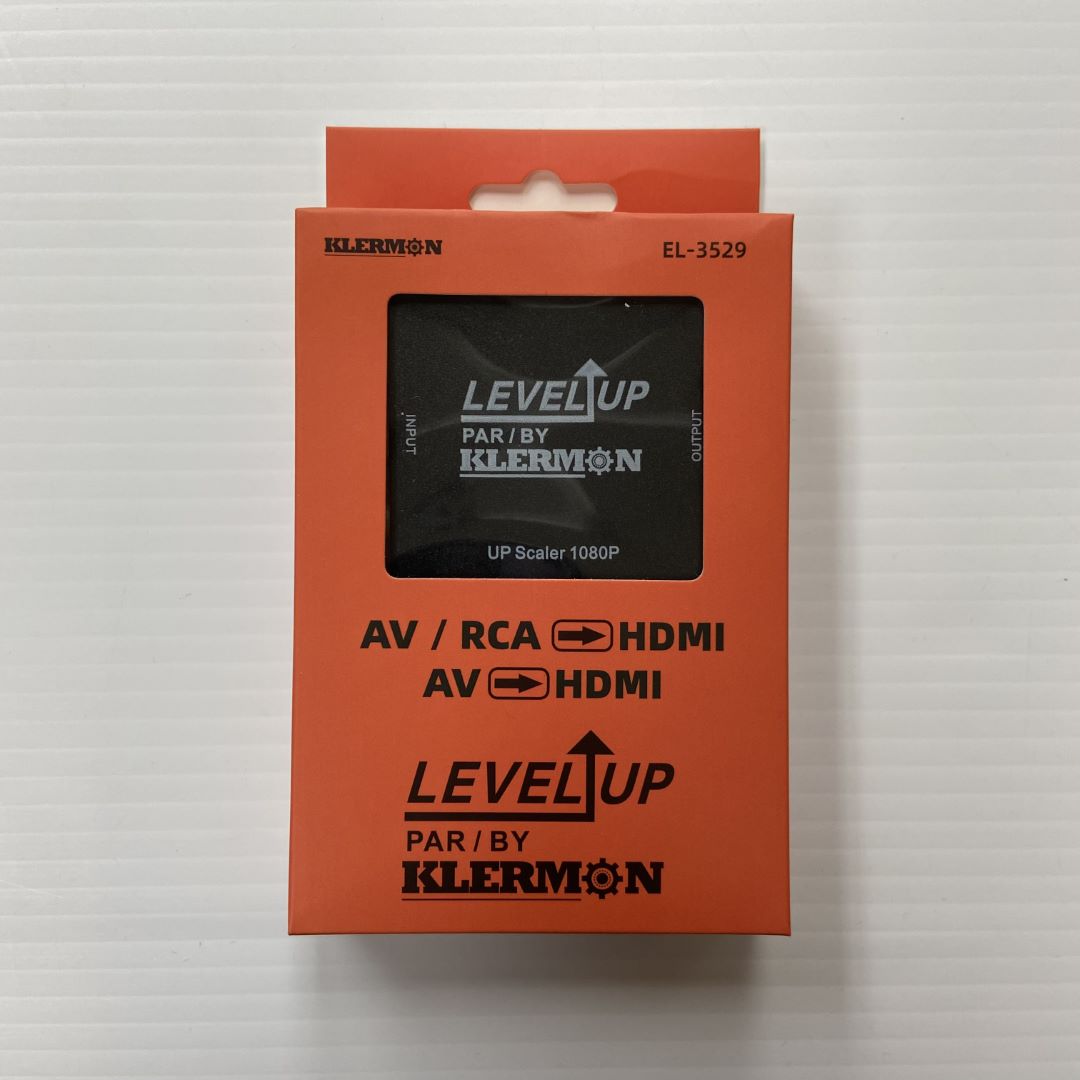 KLERMON
EL-3529
LEVEL UP
INPUT
OUTPUT
PAR / BY
KLERMON
UP Scaler 1080P
AV / RCA HDMI
AV HDMI
LEVEL UP
PAR / BY
KLERMON